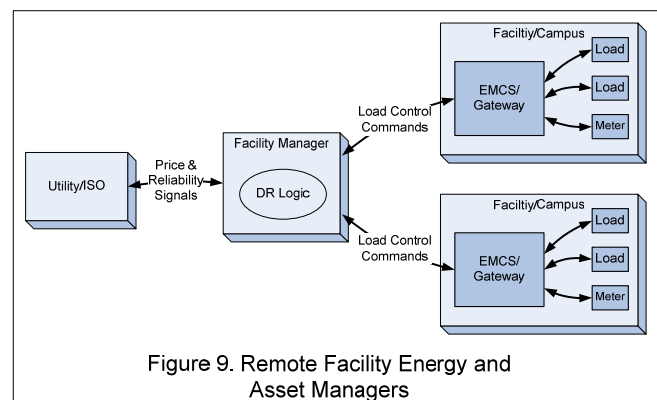 Utility/ISO
Price &
Reliability
Signals
Facility Manager
DR Logic
Load Control
Commands
Load Control
Commands
Faciltiy/Campus
EMCS/
Gateway
Load
Load
Meter
Faciltiy/Campus
EMCS/
Gateway
Load
Load
Meter
Figure 9. Remote Facility Energy and
Asset Managers